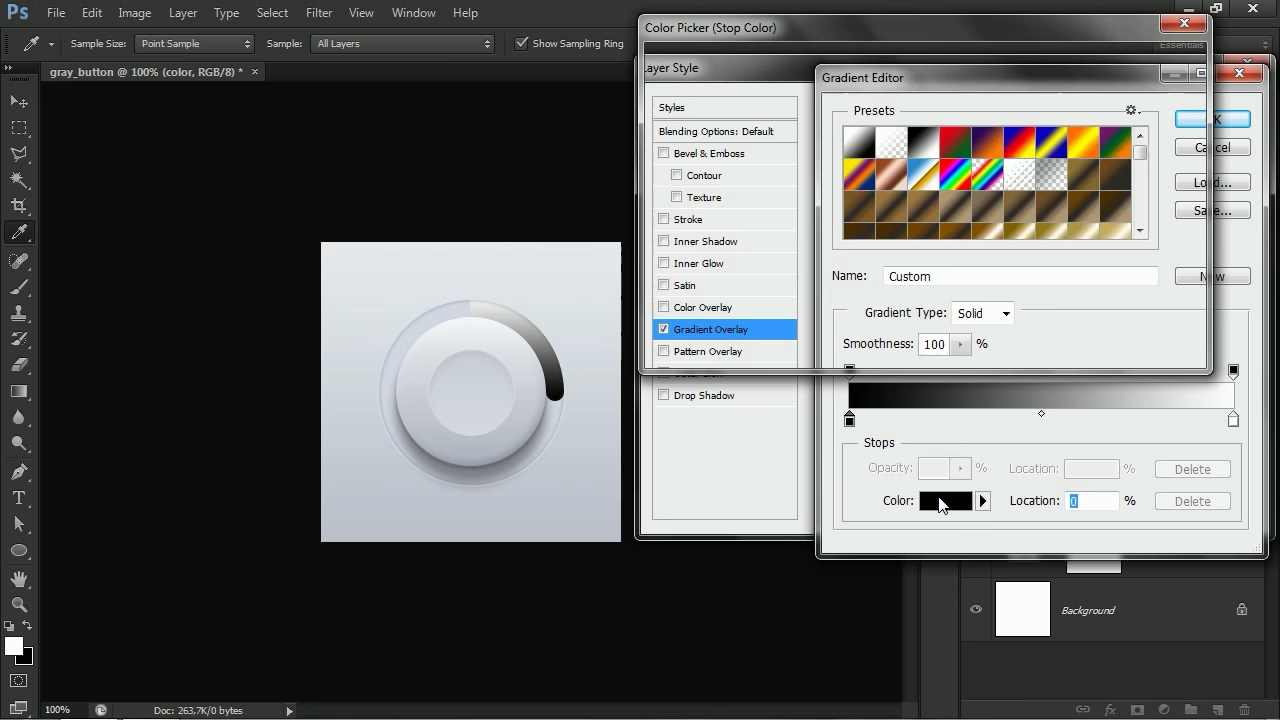 Ps File Edit Image Layer Type Select Filter View Window Help
Sample Size: Point Sample Sample: All Layers Show Sampling Ring
Essentials
gray_button @ 100% (color, RGB/8) * ×
Color Picker (Stop Color)
Layer Style
Styles
Blending Options: Default
Bevel & Emboss
Contour
Texture
Stroke
Inner Shadow
Inner Glow
Satin
Color Overlay
Gradient Overlay
Pattern Overlay
Drop Shadow
Gradient Editor
Presets
OK
Cancel
Load...
Save...
Name: Custom New
Gradient Type: Solid
Smoothness: 100 %
Stops
Opacity: % Location: % Delete
Color: Location: 0 % Delete
Background
100% Doc: 263,7K/0 bytes